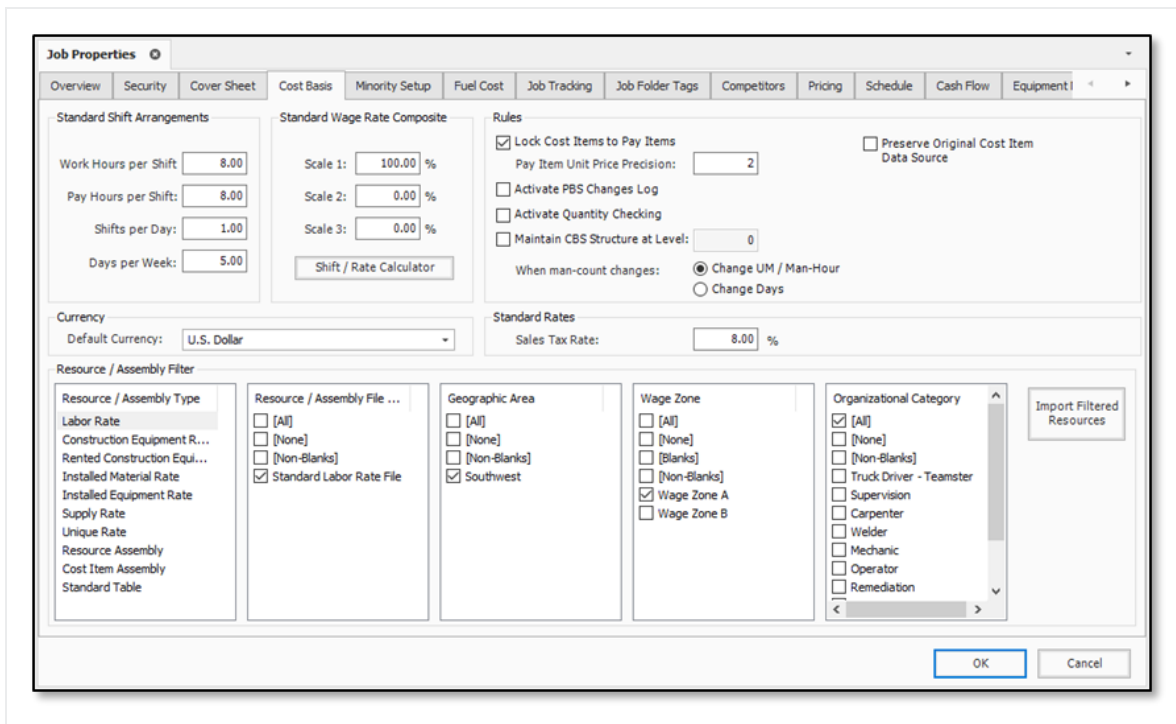 Job Properties
Overview Security Cover Sheet Cost Basis Minority Setup Fuel Cost Job Tracking Job Folder Tags Competitors Pricing Schedule Cash Flow Equipment
Standard Shift Arrangements
Work Hours per Shift 8.00
Pay Hours per Shift: 8.00
Shifts per Day: 1.00
Days per Week: 5.00
Standard Wage Rate Composite
Scale 1: 100.00 %
Scale 2: 0.00 %
Scale 3: 0.00 %
Shift / Rate Calculator
Rules
Lock Cost Items to Pay Items
Pay Item Unit Price Precision: 2
Activate PBS Changes Log
Activate Quantity Checking
Maintain CBS Structure at Level: 0
When man-count changes: Change UM / Man-Hour
Change Days
Preserve Original Cost Item
Data Source
Currency
Default Currency: U.S. Dollar
Standard Rates
Sales Tax Rate: 8.00 %
Resource / Assembly Filter
Resource / Assembly Type
Labor Rate
Construction Equipment R...
Rented Construction Equi...
Installed Material Rate
Installed Equipment Rate
Supply Rate
Unique Rate
Resource Assembly
Cost Item Assembly
Standard Table
Resource / Assembly File ...
[All]
[None]
[Non-Blanks]
Standard Labor Rate File
Geographic Area
[All]
[None]
[Non-Blanks]
Southwest
Wage Zone
[All]
[None]
[Blanks]
[Non-Blanks]
Wage Zone A
Wage Zone B
Organizational Category
[All]
[None]
[Non-Blanks]
Truck Driver - Teamster
Supervision
Carpenter
Welder
Mechanic
Operator
Remediation
Import Filtered
Resources
OK Cancel